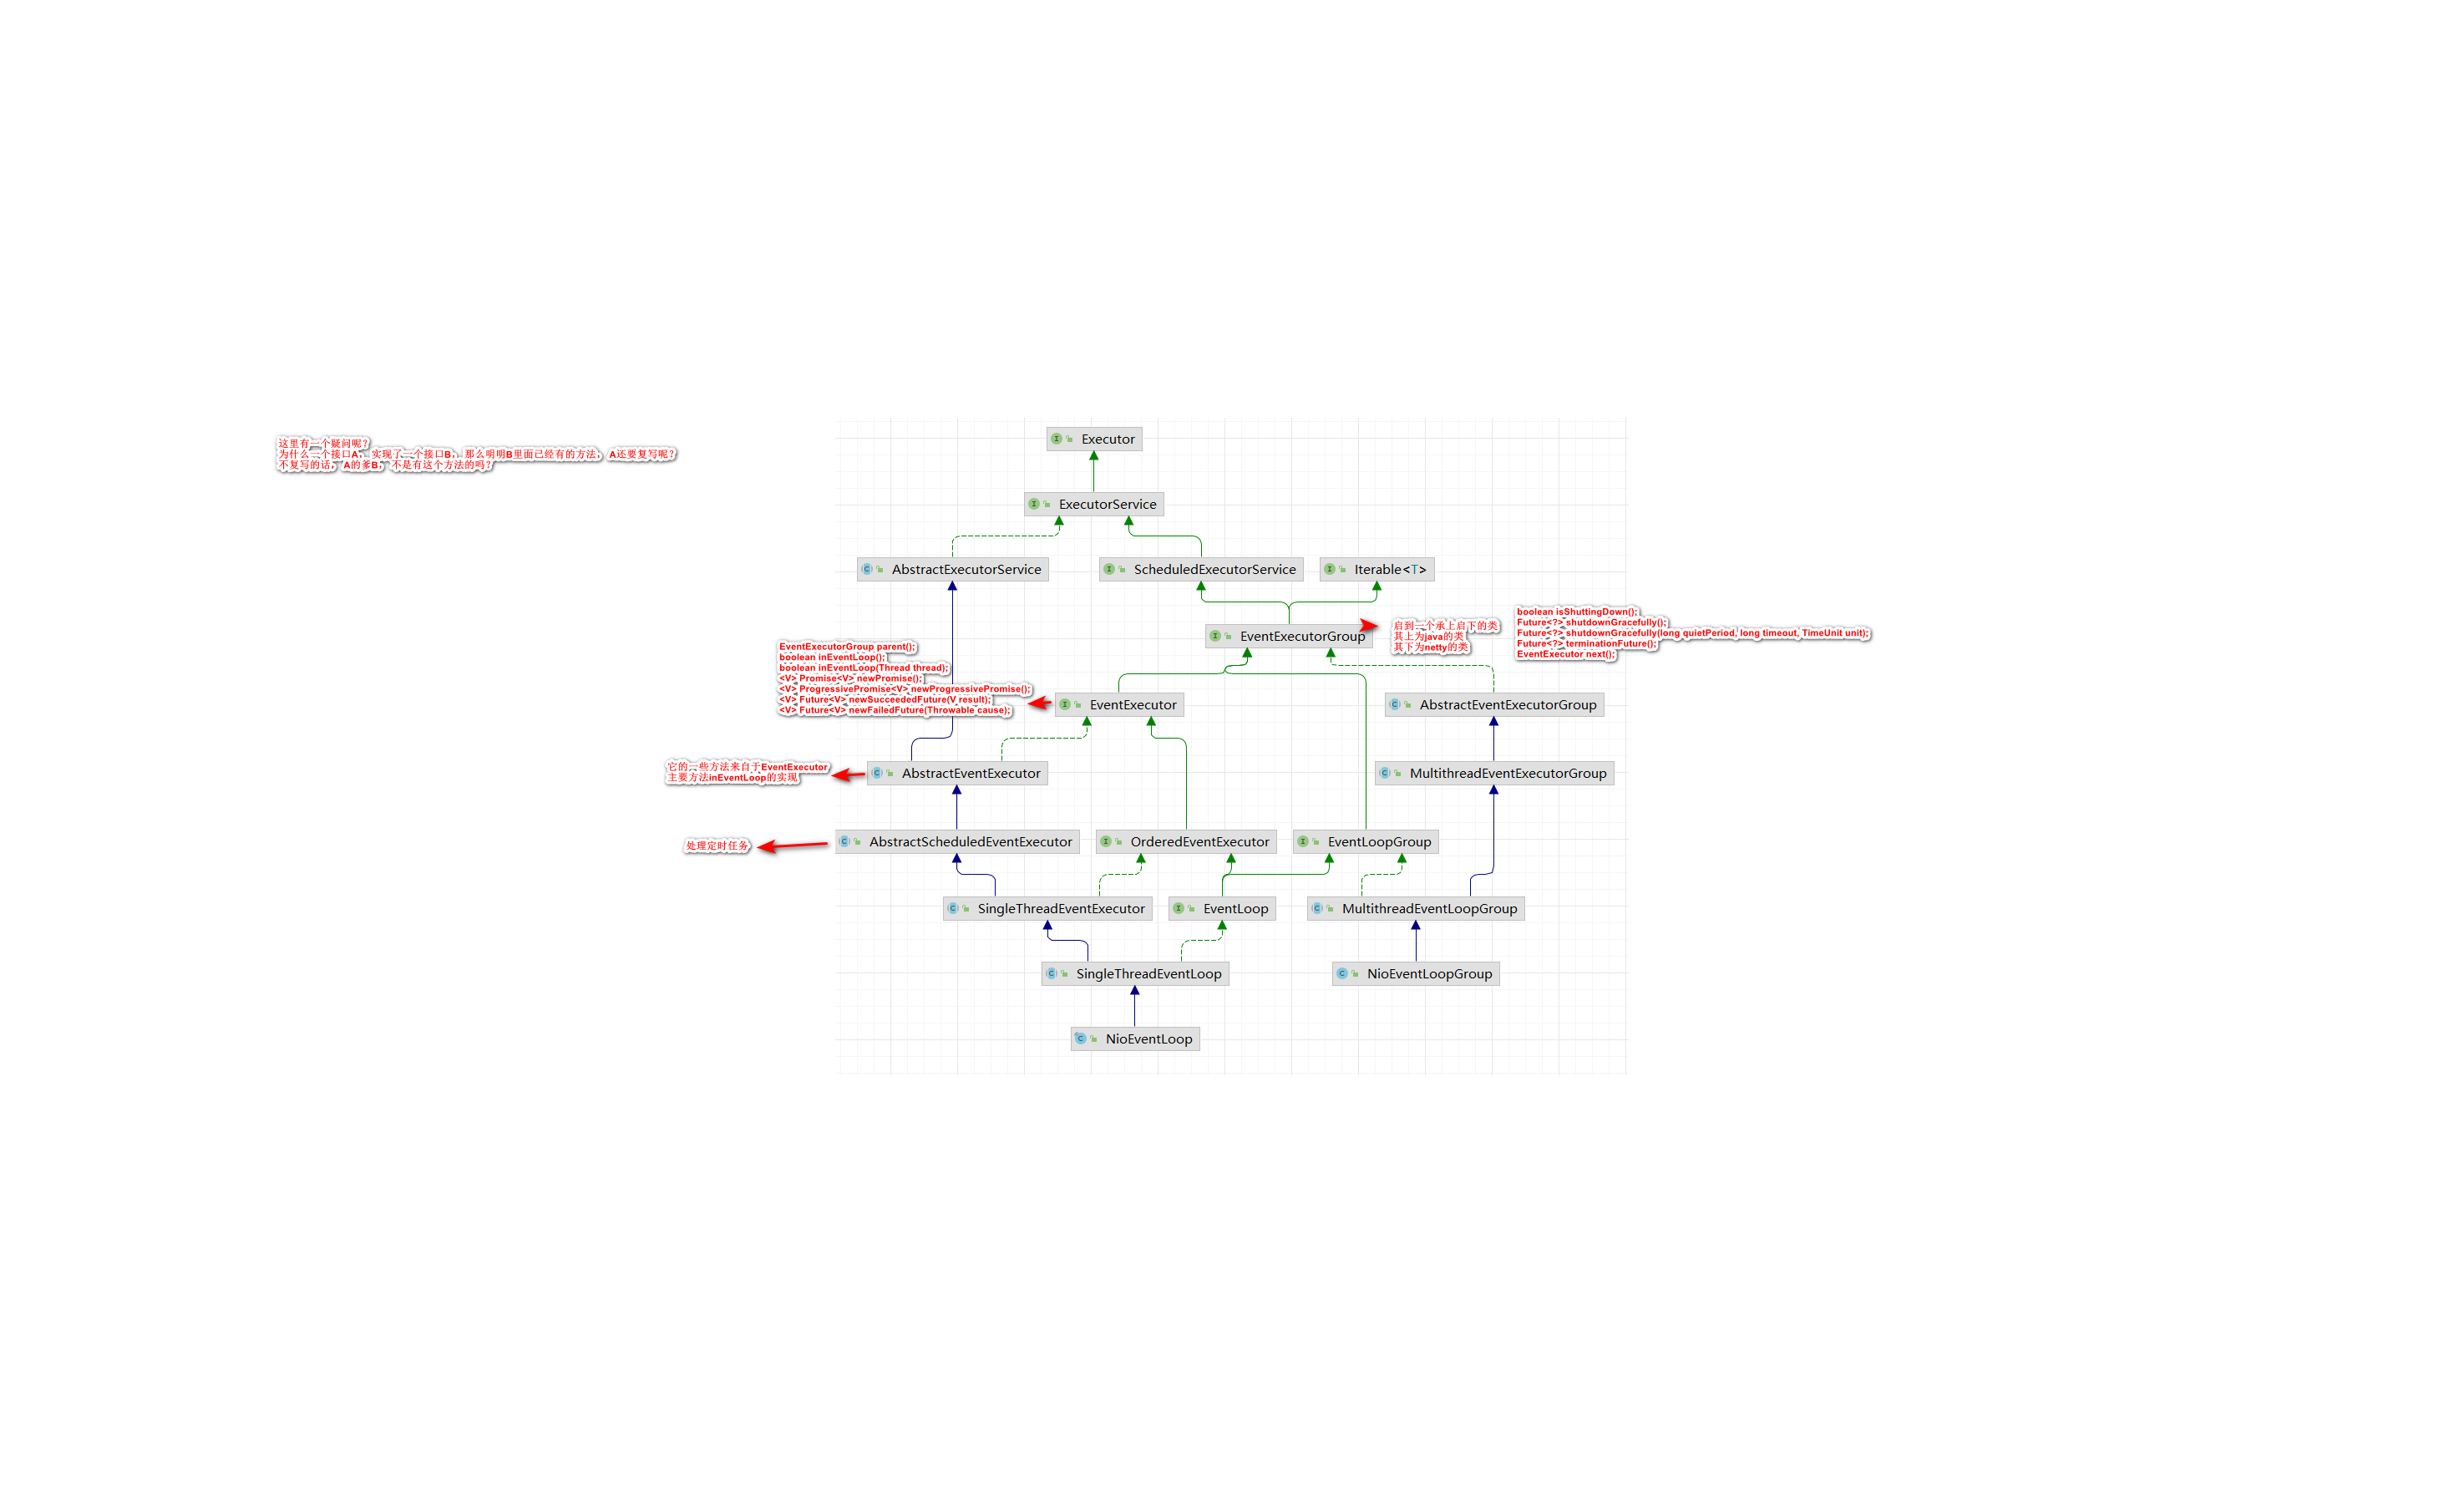 这里有一个疑问呢？
为什么一个接口A，实现了一个接口B，那么明明B里面已经有的方法，A还要复写呢？
不复写的话，A的爹B，不是有这个方法的吗？
Executor
ExecutorService
AbstractExecutorService
ScheduledExecutorService
Iterable<T>
EventExecutorGroup
启到一个承上启下的类
其上为java的类
其下为netty的类
boolean isShuttingDown();
Future<?> shutdownGracefully();
Future<?> shutdownGracefully(long quietPeriod, long timeout, TimeUnit unit);
Future<?> terminationFuture();
EventExecutor next();
EventExecutorGroup parent();
boolean inEventLoop();
boolean inEventLoop(Thread thread);
<V> Promise<V> newPromise();
<V> ProgressivePromise<V> newProgressivePromise();
<V> Future<V> newSucceededFuture(V result);
<V> Future<V> newFailedFuture(Throwable cause);
EventExecutor
AbstractEventExecutorGroup
它的一些方法来自于EventExecutor
主要方法inEventLoop的实现
AbstractEventExecutor
MultithreadEventExecutorGroup
处理定时任务
AbstractScheduledEventExecutor
OrderedEventExecutor
EventLoopGroup
SingleThreadEventExecutor
EventLoop
MultithreadEventLoopGroup
SingleThreadEventLoop
NioEventLoopGroup
NioEventLoop